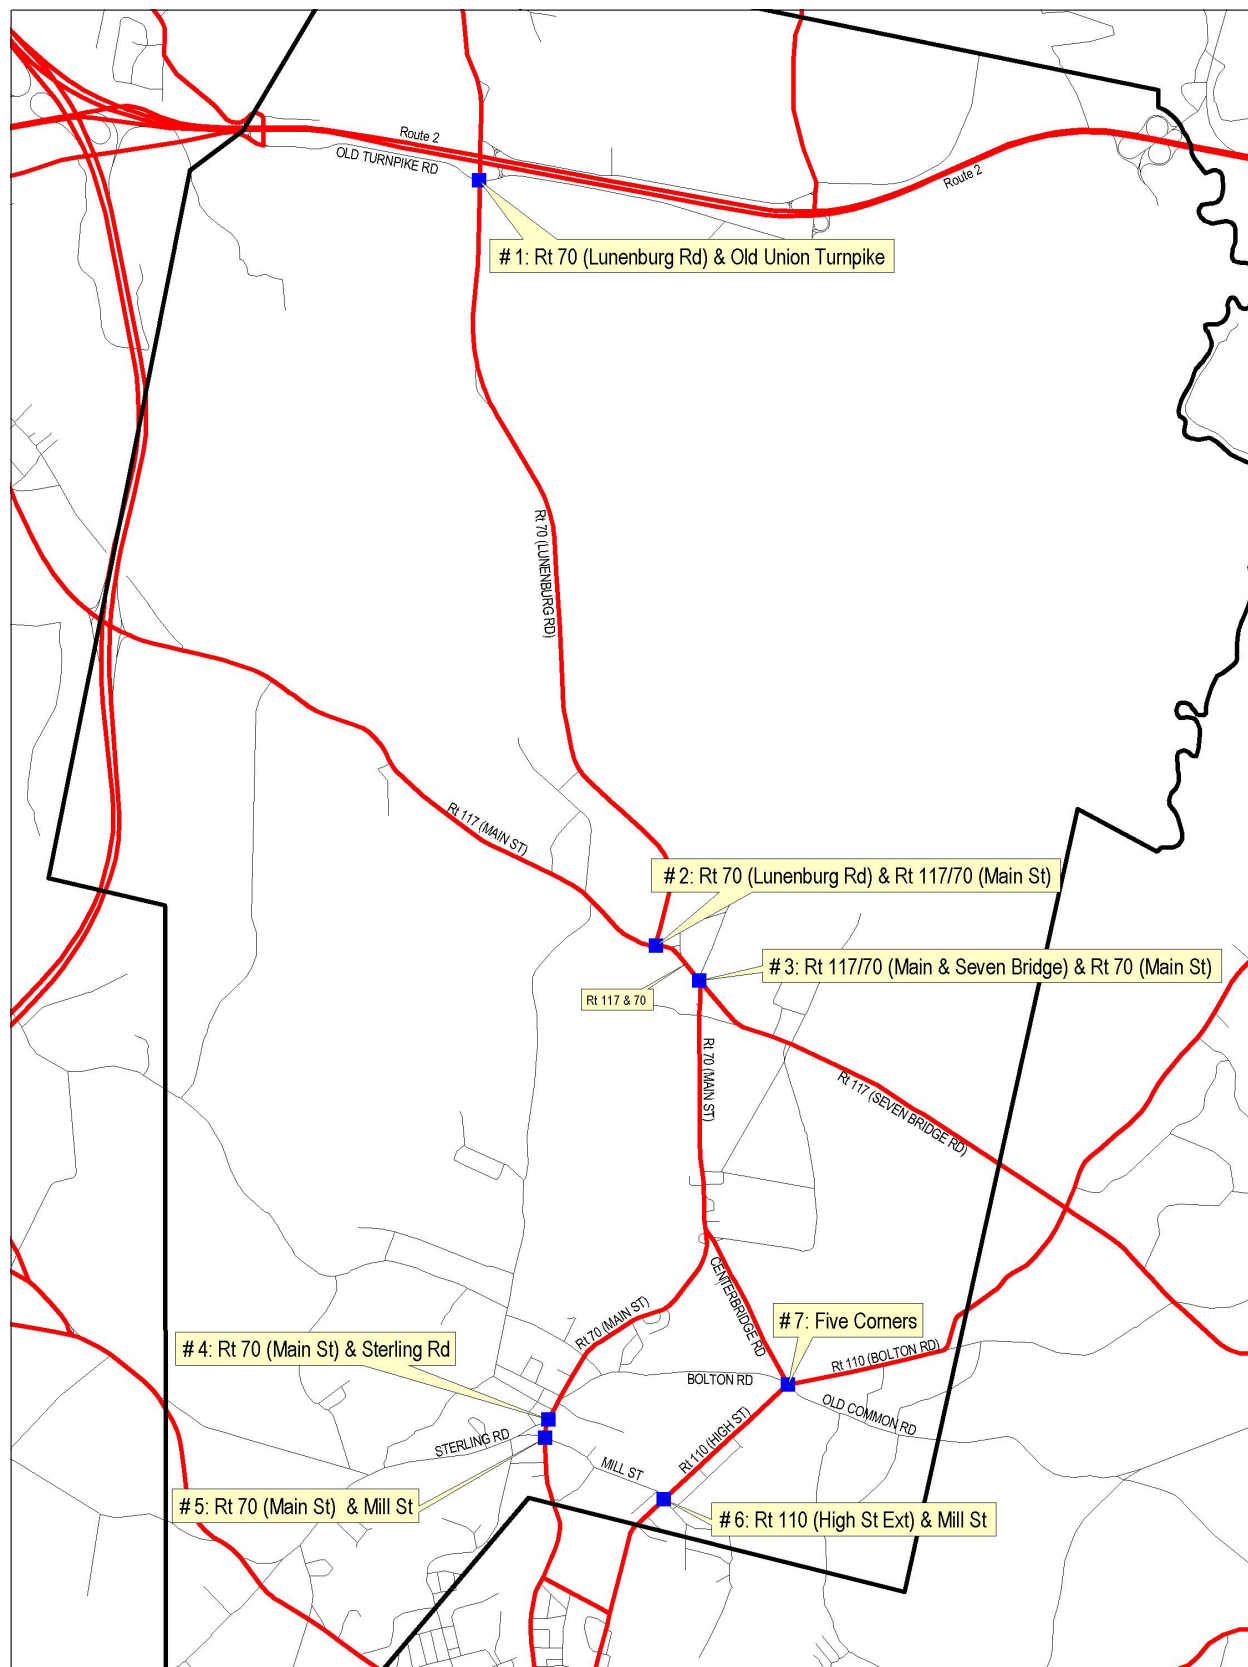 Route 2
OLD TURNPIKE RD
Route 2
# 1: Rt 70 (Lunenburg Rd) & Old Union Turnpike
Rt 70 (LUNENBURG RD)
Rt 117 (MAIN ST)
# 2: Rt 70 (Lunenburg Rd) & Rt 117/70 (Main St)
# 3: Rt 117/70 (Main & Seven Bridge) & Rt 70 (Main St)
Rt 117 & 70
Rt 70 (MAIN ST)
Rt 117 (SEVEN BRIDGE RD)
CENTERBRIDGE RD
# 7: Five Corners
Rt 70 (MAIN ST)
# 4: Rt 70 (Main St) & Sterling Rd
Rt 110 (BOLTON RD)
BOLTON RD
OLD COMMON RD
STERLING RD
Rt 110 (HIGH ST)
MILL ST
# 5: Rt 70 (Main St) & Mill St
# 6: Rt 110 (High St Ext) & Mill St